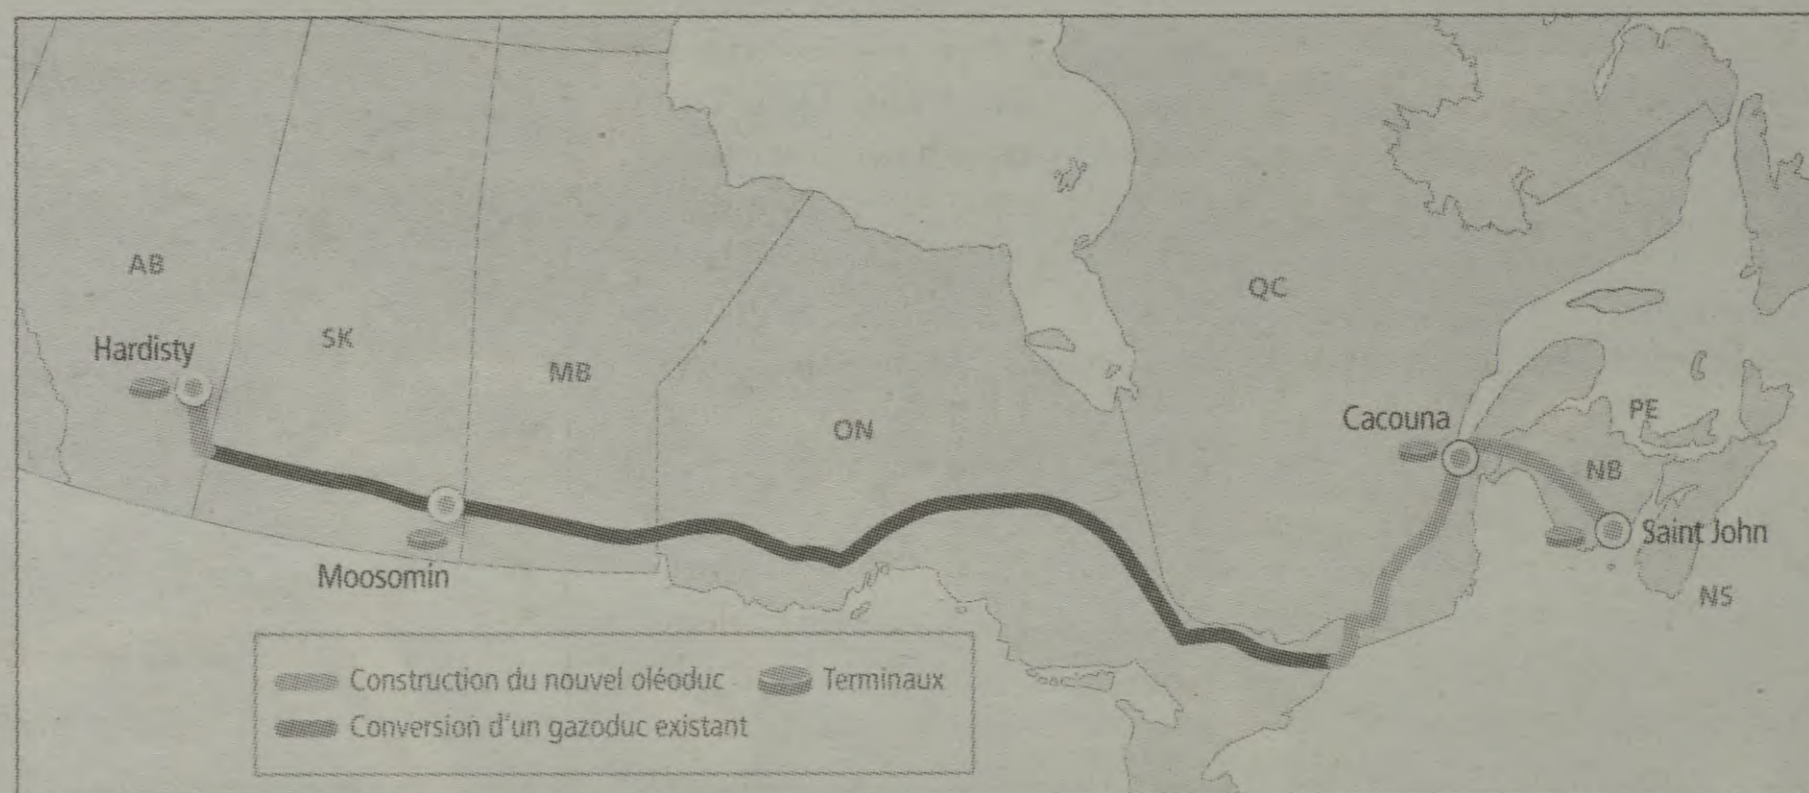 AB
SK
MB
ON
QC
PE
NB
NS
Hardisty
Moosomin
Cacouna
Saint John
Construction du nouvel oléoduc
Terminaux
Conversion d'un gazoduc existant